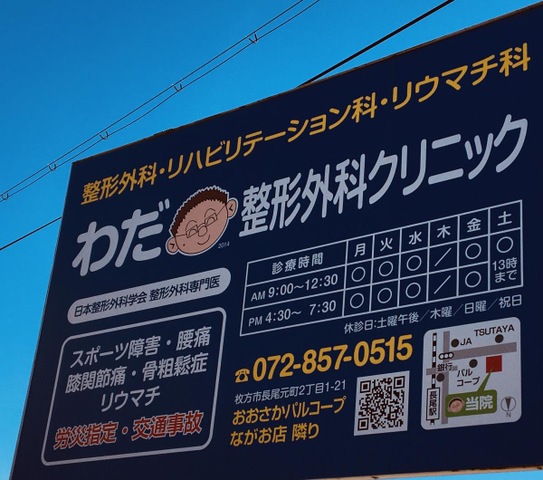 整形外科・リハビリテーション科・リウマチ科
わだ整形外科クリニック
2014
日本整形外科学会 整形外科専門医
診療時間 月 火 水 木 金 土
AM 9:00~12:30 ○ ○ ○ ／ ○ ○
PM 4:30~ 7:30 ○ ○ ○ ／ ○ 13時まで
休診日:土曜午後／木曜／日曜／祝日
スポーツ障害・腰痛
膝関節痛・骨粗鬆症
リウマチ
労災指定・交通事故
☎072-857-0515
枚方市長尾元町2丁目1-21
おおさかパルコープ
ながお店 隣り
JA TSUTAYA
銀行
パルコープ
長尾駅
当院
N